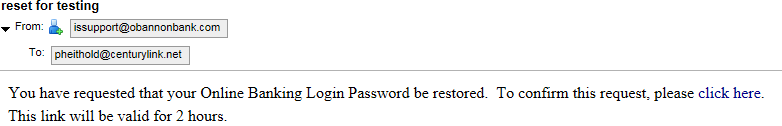 reset for testing
From: issupport@obannonbank.com
To: pheithold@centurylink.net
You have requested that your Online Banking Login Password be restored.  To confirm this request, please click here.
This link will be valid for 2 hours.